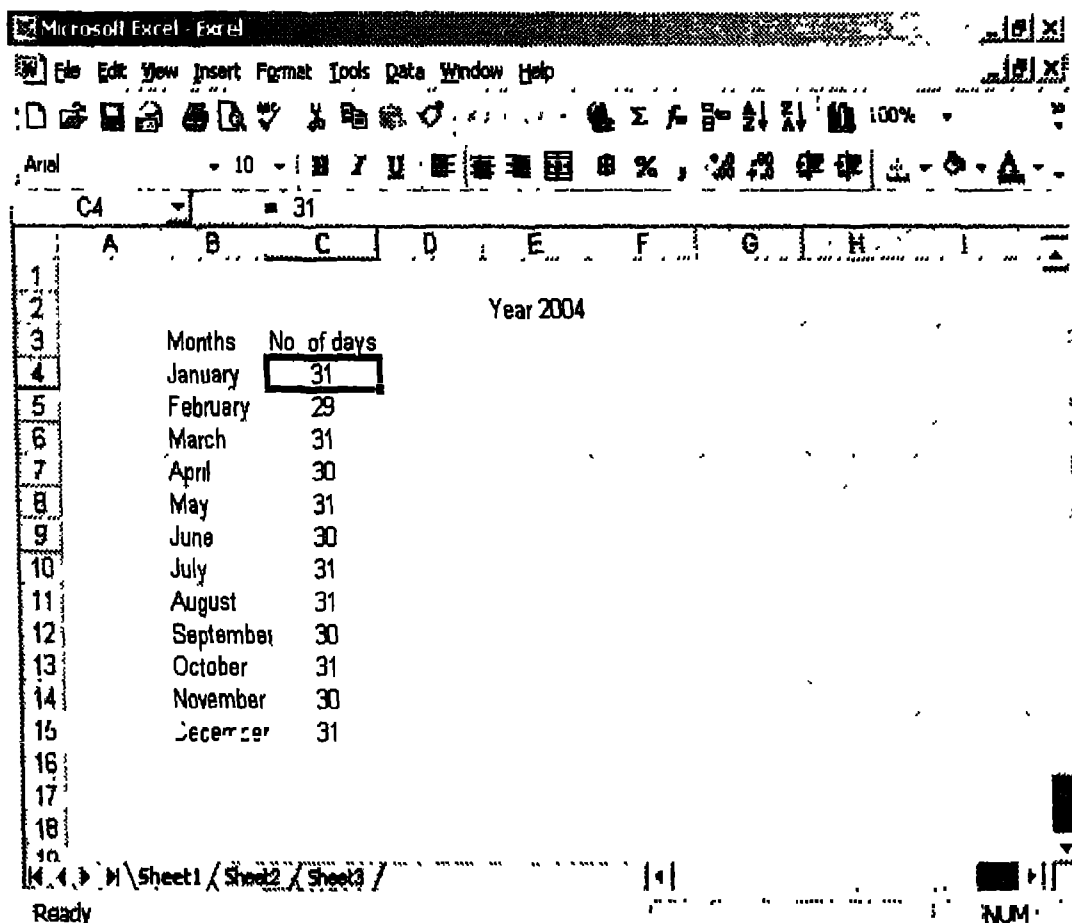 Microsoft Excel - Excel
File Edit View Insert Format Tools Data Window Help
100%
Arial 10 B I U % ,
C4 = 31
A B C D E F G H I
1
2 Year 2004
3 Months No of days
4 January 31
5 February 29
6 March 31
7 April 30
8 May 31
9 June 30
10 July 31
11 August 31
12 September 30
13 October 31
14 November 30
15 December 31
16
17
18
19
Sheet1 Sheet2 Sheet3
Ready NUM